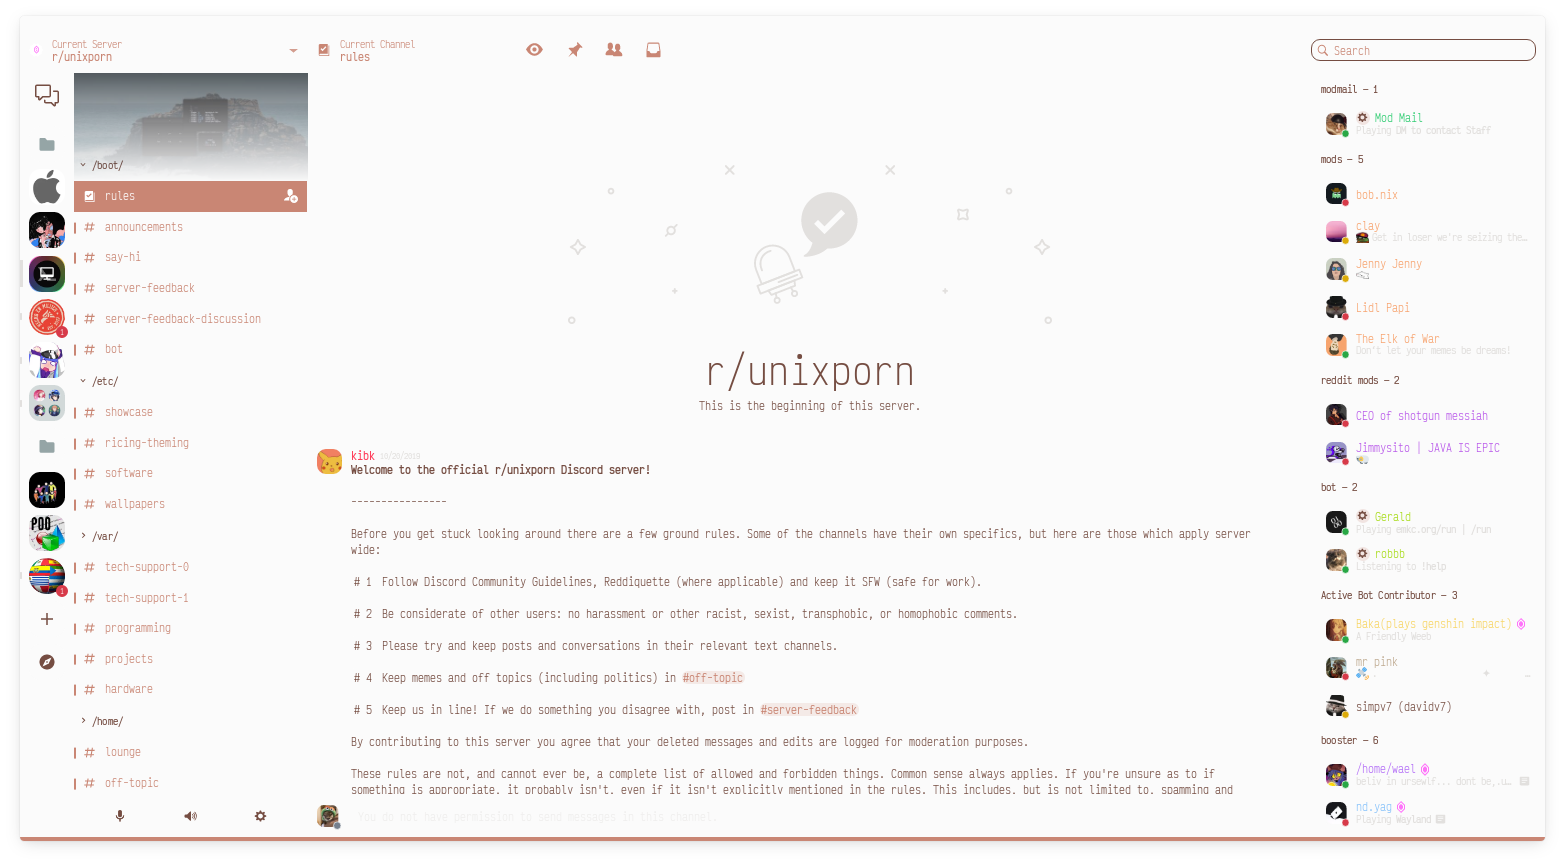 Current Server
r/unixporn
Current Channel
rules
Search
/boot/
rules
announcements
say-hi
server-feedback
server-feedback-discussion
bot
/etc/
showcase
ricing-theming
software
wallpapers
/var/
tech-support-0
tech-support-1
programming
projects
hardware
/home/
lounge
off-topic
1
POD
1
r/unixporn
This is the beginning of this server.
kibk 10/20/2019
Welcome to the official r/unixporn Discord server!
----------------
Before you get stuck looking around there are a few ground rules. Some of the channels have their own specifics, but here are those which apply server
wide:
# 1 Follow Discord Community Guidelines, Reddiquette (where applicable) and keep it SFW (safe for work).
# 2 Be considerate of other users: no harassment or other racist, sexist, transphobic, or homophobic comments.
# 3 Please try and keep posts and conversations in their relevant text channels.
# 4 Keep memes and off topics (including politics) in #off-topic
# 5 Keep us in line! If we do something you disagree with, post in #server-feedback
By contributing to this server you agree that your deleted messages and edits are logged for moderation purposes.
These rules are not, and cannot ever be, a complete list of allowed and forbidden things. Common sense always applies. If you're unsure as to if
something is appropriate, it probably isn't, even if it isn't explicitly mentioned in the rules. This includes, but is not limited to, spamming and
You do not have permission to send messages in this channel.
modmail — 1
Mod Mail
Playing DM to contact Staff
mods — 5
bob.nix
clay
Get in loser we're seizing the…
Jenny Jenny
Lidl Papi
The Elk of War
Don't let your memes be dreams!
reddit mods — 2
CEO of shotgun messiah
Jimmysito | JAVA IS EPIC
bot — 2
Gerald
Playing emkc.org/run | /run
robbb
Listening to !help
Active Bot Contributor — 3
Baka(plays genshin impact)
A Friendly Weeb
mr pink
simpv7 (davidv7)
booster — 6
/home/wael
beliv in ursewlf... dont be,.u…
nd.yag
Playing Wayland